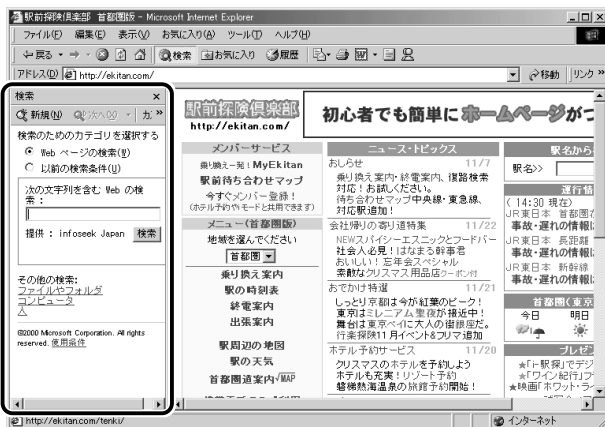 駅前探険倶楽部 首都圏版 - Microsoft Internet Explorer
ファイル(F) 編集(E) 表示(V) お気に入り(A) ツール(T) ヘルプ(H)
戻る 検索 お気に入り 履歴
アドレス(D) http://ekitan.com/ 移動 リンク »
検索 ×
新規(N) 次へ(X) カ »
検索のためのカテゴリを選択する
Web ページの検索(W)
以前の検索条件(U)
次の文字列を含む Web の検
索:
提供 : infoseek Japan 検索
その他の検索:
ファイルやフォルダ
コンピュータ
人
©2000 Microsoft Corporation. All rights
reserved. 使用条件
駅前探険倶楽部
http://ekitan.com/
初心者でも簡単にホームページがつ
メンバーサービス
乗り換え一発!MyEkitan
駅前待ち合わせマップ
今すぐメンバー登録!
(ホテル予約やiモードと共用できます)
メニュー(首都圏版)
地域を選んでください
首都圏
乗り換え案内
駅の時刻表
終電案内
出張案内
駅周辺の地図
駅の天気
首都圏道案内√MAP
ニュース・トピックス
おしらせ 11/7
乗り換え案内・終電案内、複路検索
対応!お試しください。
待ち合わせマップ中央線・東急線、
対応駅追加!
会社帰りの寄り道特集 11/22
NEWスパイシーエスニックとフードバー
社会人必見!はなまる幹事君
おいしい!忘年会スペシャル
素敵なクリスマス用品店クーポン付
おでかけ特選 11/21
しっとり京都は今が紅葉のピーク!
東京はミレニアム聖夜が接近中!
舞台は東京ベイに大人の街銀座だ。
行楽探険11月イベント&フリマ追加
ホテル予約サービス 11/20
クリスマスのホテルを予約しよう
ホテルも充実!リゾート予約
磐梯熱海温泉の旅館予約開始!
駅名から
駅名>>
運行情
(14:30 現在)
JR東日本 首都圏
事故・遅れの情報に
JR東日本 長距離
事故・遅れの情報に
JR東日本 新幹線
事故・遅れの情報に
首都圏(東京
今日 明日
プレゼ
★「i-駅探」でデジ
★「ワイン紀行」
★映画「ホワット・ラ
http://ekitan.com/tenki/ インターネット